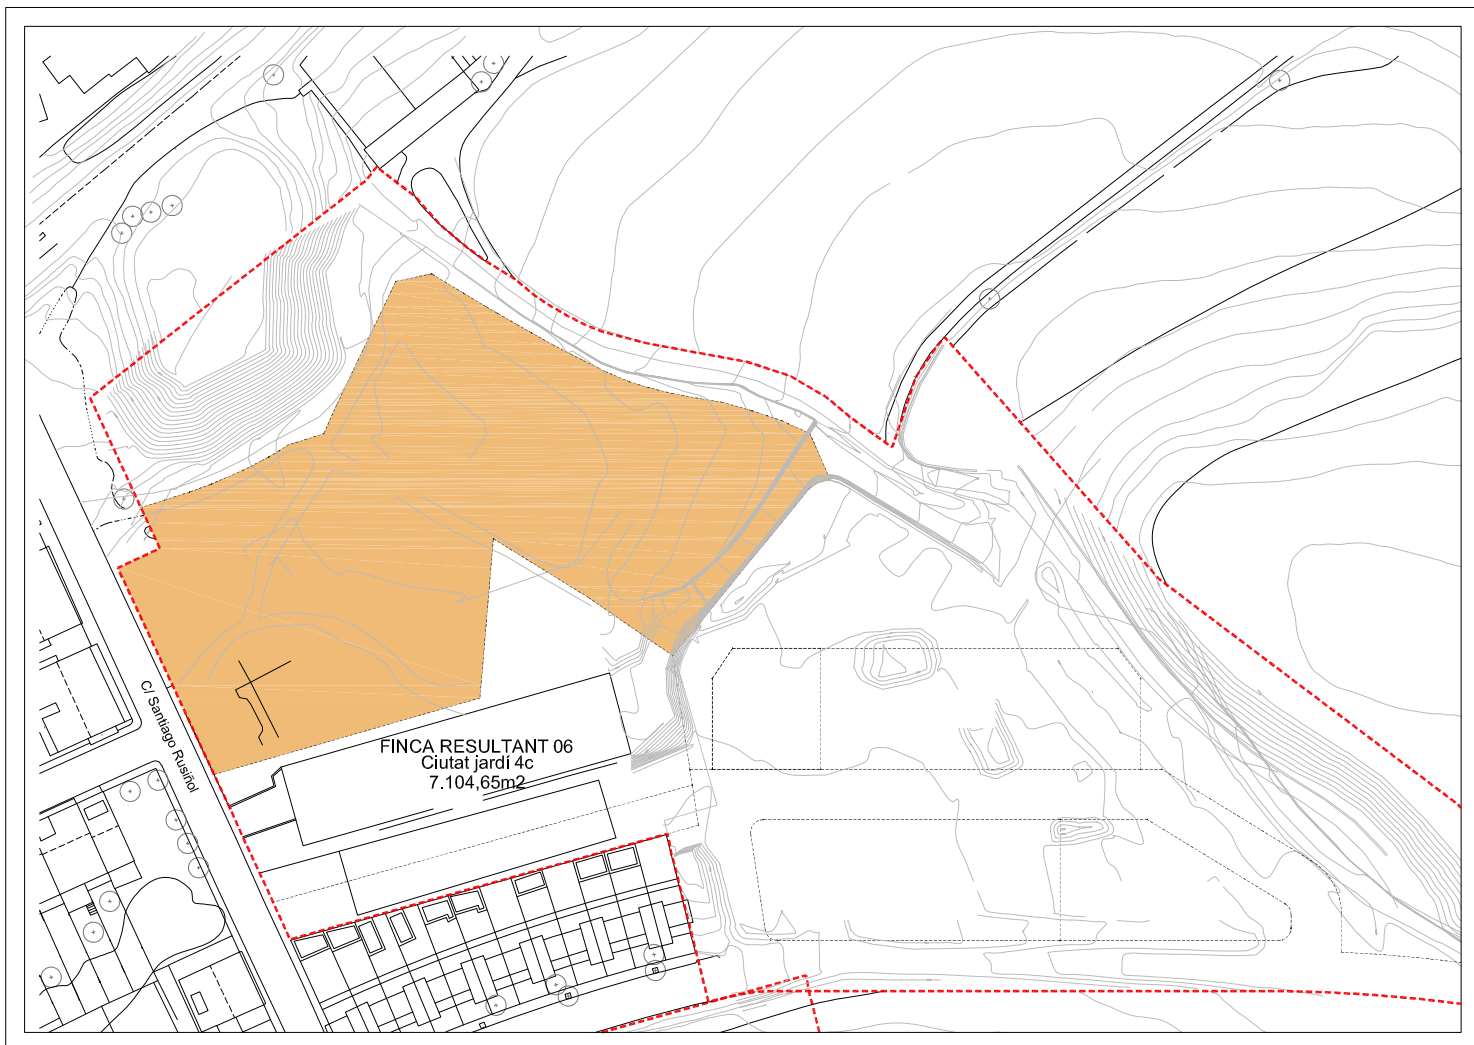 FINCA RESULTANT 06
Ciutat jardí 4c
7.104,65m2
C/ Santiago Rusiñol